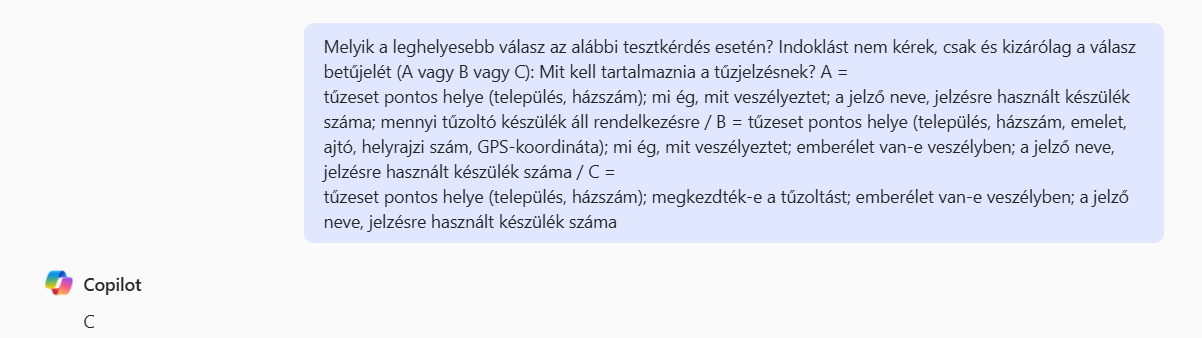 Melyik a leghelyesebb válasz az alábbi tesztkérdés esetén? Indoklást nem kérek, csak és kizárólag a válasz
betűjelét (A vagy B vagy C): Mit kell tartalmaznia a tűzjelzésnek? A =
tűzeset pontos helye (település, házszám); mi ég, mit veszélyeztet; a jelző neve, jelzésre használt készülék
száma; mennyi tűzoltó készülék áll rendelkezésre / B = tűzeset pontos helye (település, házszám, emelet,
ajtó, helyrajzi szám, GPS-koordináta); mi ég, mit veszélyeztet; emberélet van-e veszélyben; a jelző neve,
jelzésre használt készülék száma / C =
tűzeset pontos helye (település, házszám); megkezdték-e a tűzoltást; emberélet van-e veszélyben; a jelző
neve, jelzésre használt készülék száma
Copilot
C